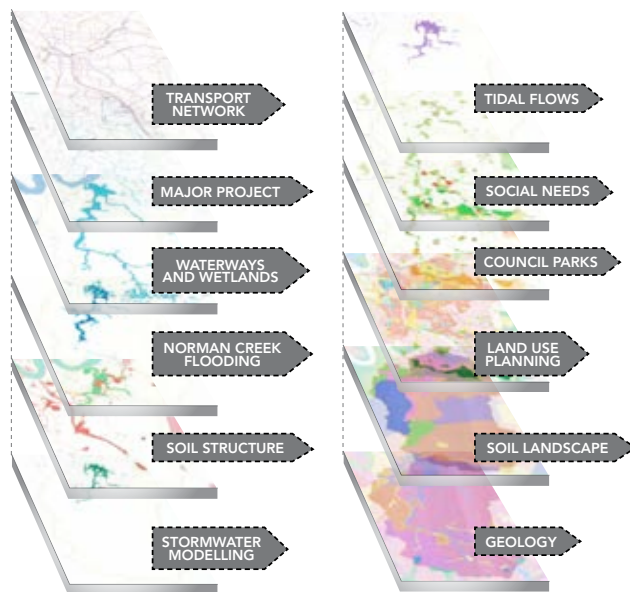 TRANSPORT
NETWORK
MAJOR PROJECT
WATERWAYS
AND WETLANDS
NORMAN CREEK
FLOODING
SOIL STRUCTURE
STORMWATER
MODELLING
TIDAL FLOWS
SOCIAL NEEDS
COUNCIL PARKS
LAND USE
PLANNING
SOIL LANDSCAPE
GEOLOGY